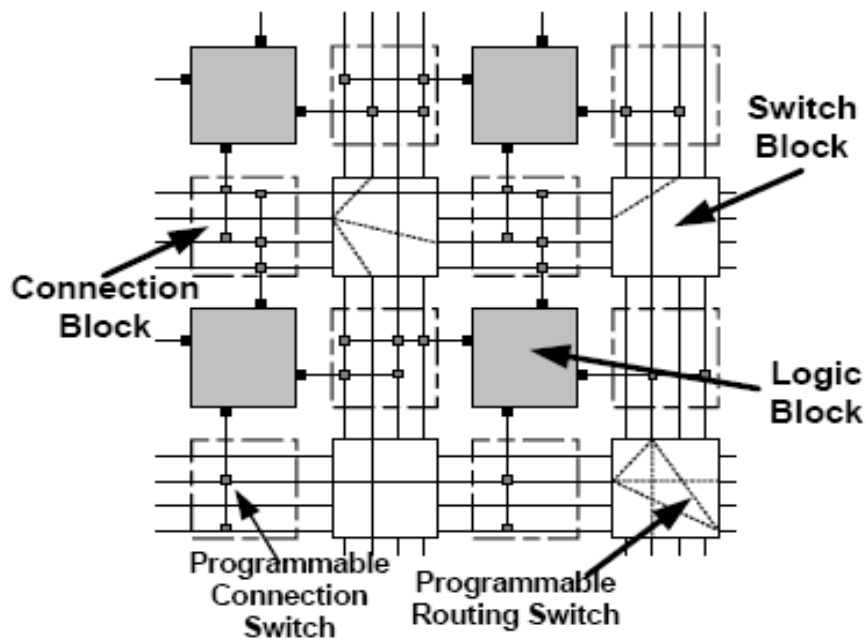 Switch
Block
Connection
Block
Logic
Block
Programmable
Connection
Switch
Programmable
Routing Switch